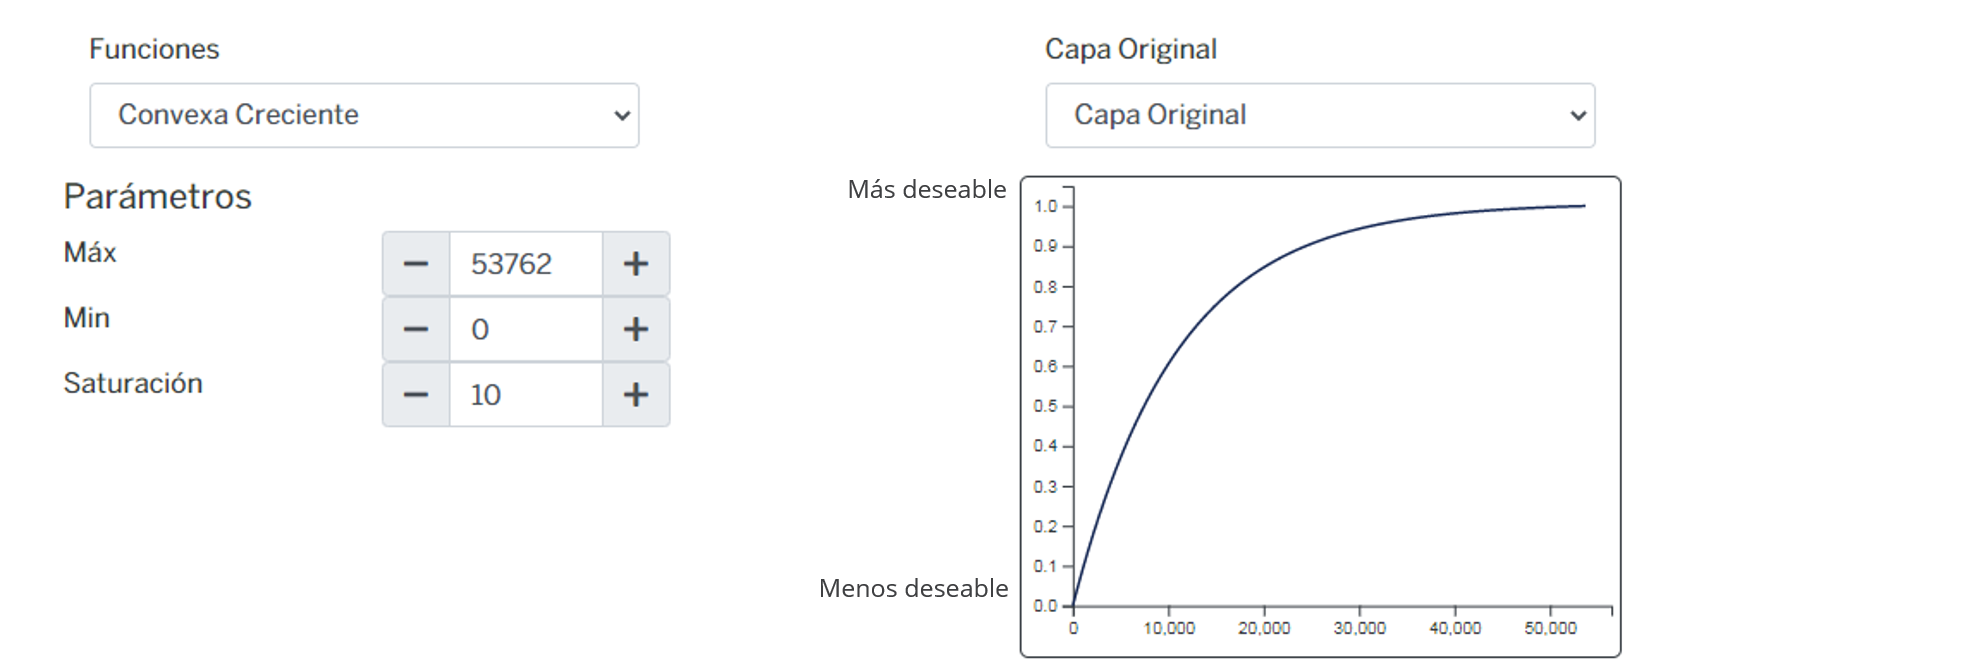 Funciones
Convexa Creciente
Parámetros
Máx
53762
Min
0
Saturación
10
Capa Original
Capa Original
Más deseable
Menos deseable
1.0
0.9
0.8
0.7
0.6
0.5
0.4
0.3
0.2
0.1
0.0
0 10,000 20,000 30,000 40,000 50,000